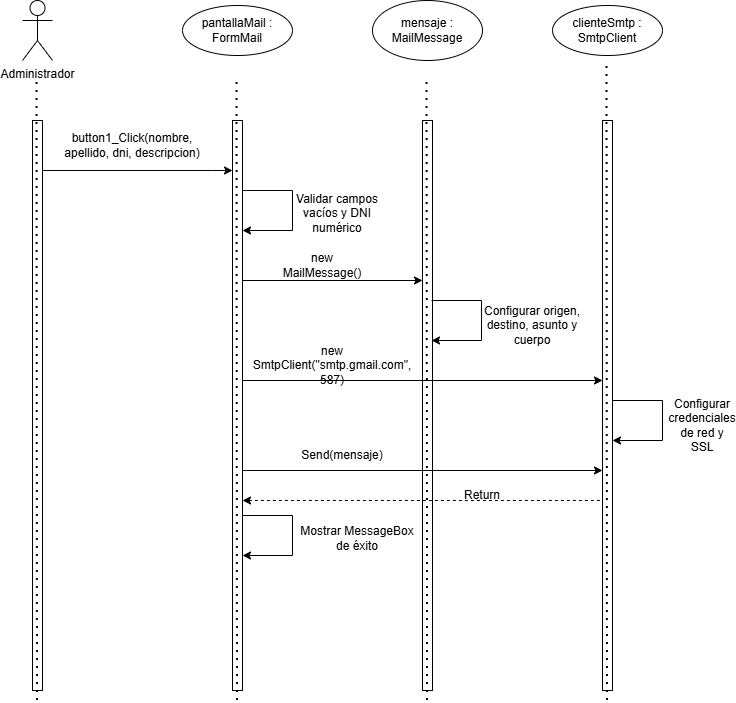 Administrador
pantallaMail :
FormMail
mensaje :
MailMessage
clienteSmtp :
SmtpClient
button1_Click(nombre,
apellido, dni, descripcion)
Validar campos
vacíos y DNI
numérico
new
MailMessage()
Configurar origen,
destino, asunto y
cuerpo
new
SmtpClient("smtp.gmail.com",
587)
Configurar
credenciales
de red y
SSL
Send(mensaje)
Return
Mostrar MessageBox
de éxito